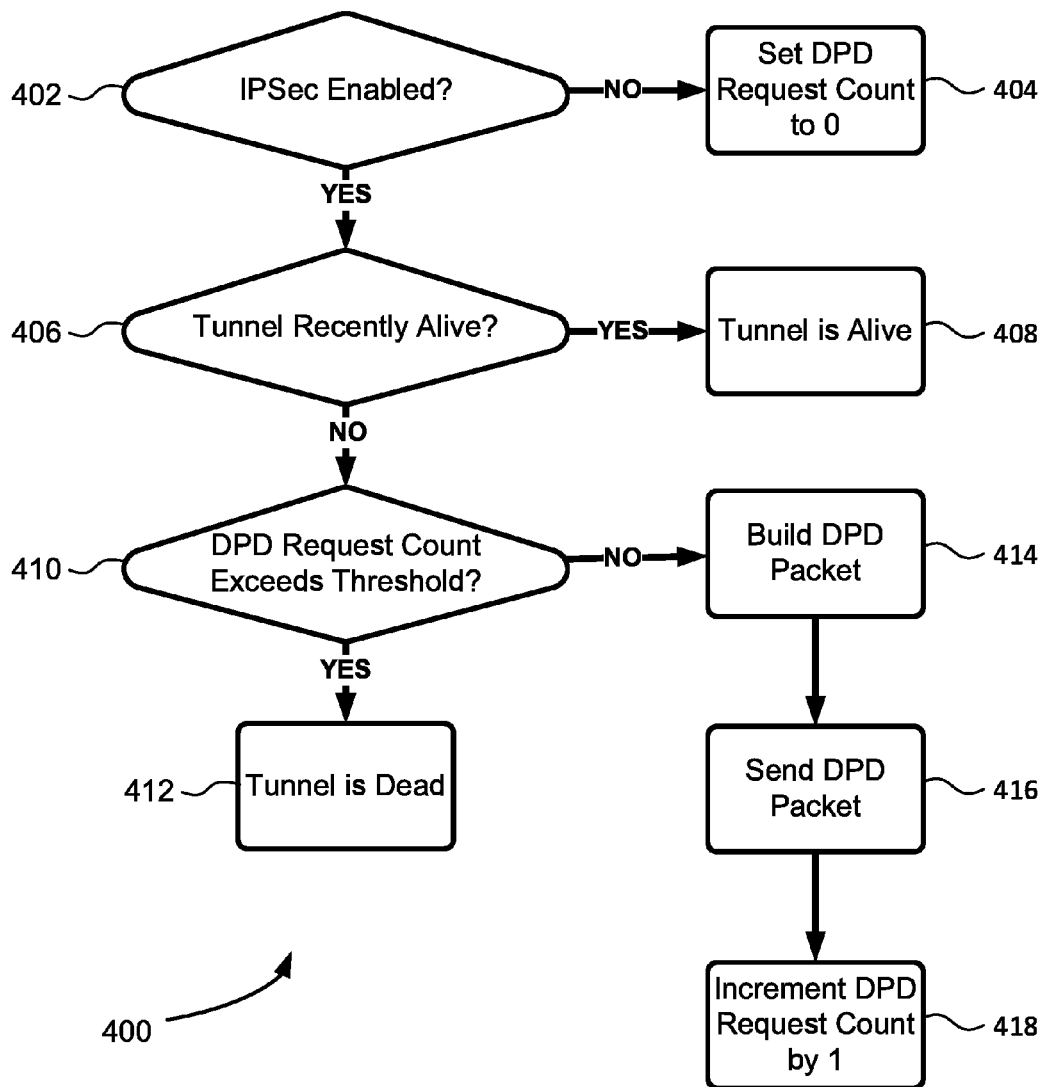 402
IPSec Enabled?
NO
Set DPD
Request Count
to 0
404
YES
406
Tunnel Recently Alive?
YES
Tunnel is Alive
408
NO
410
DPD Request Count
Exceeds Threshold?
NO
Build DPD
Packet
414
YES
412
Tunnel is Dead
Send DPD
Packet
416
400
Increment DPD
Request Count
by 1
418